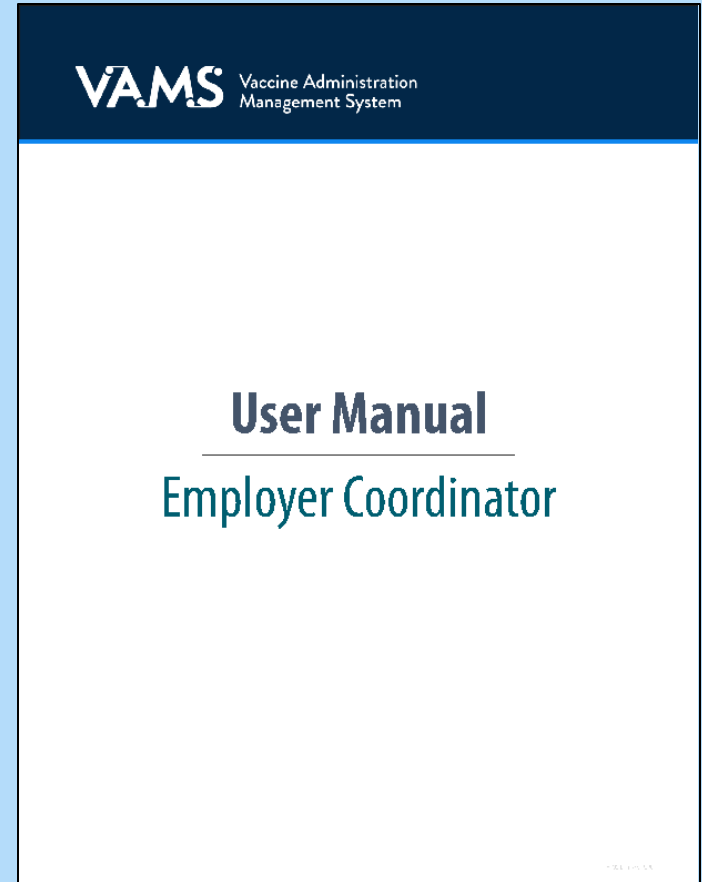 VAMS Vaccine Administration
Management System
User Manual
Employer Coordinator